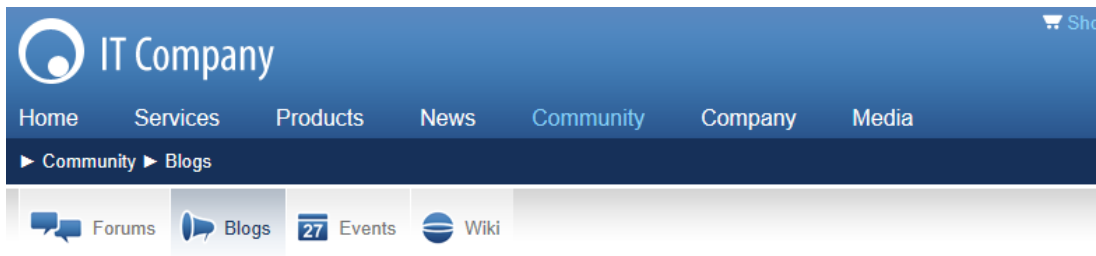 IT Company
Home Services Products News Community Company Media
► Community ► Blogs
Forums Blogs 27 Events Wiki